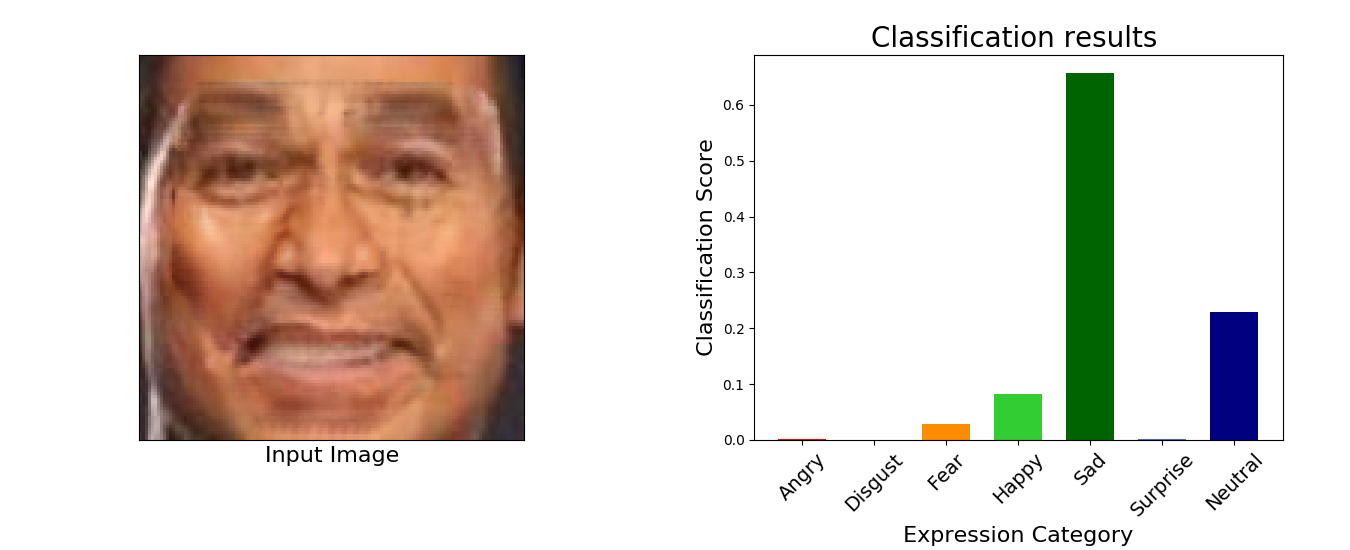 Input Image
Classification results
Classification Score
0.6
0.5
0.4
0.3
0.2
0.1
0.0
Angry
Disgust
Fear
Happy
Sad
Surprise
Neutral
Expression Category